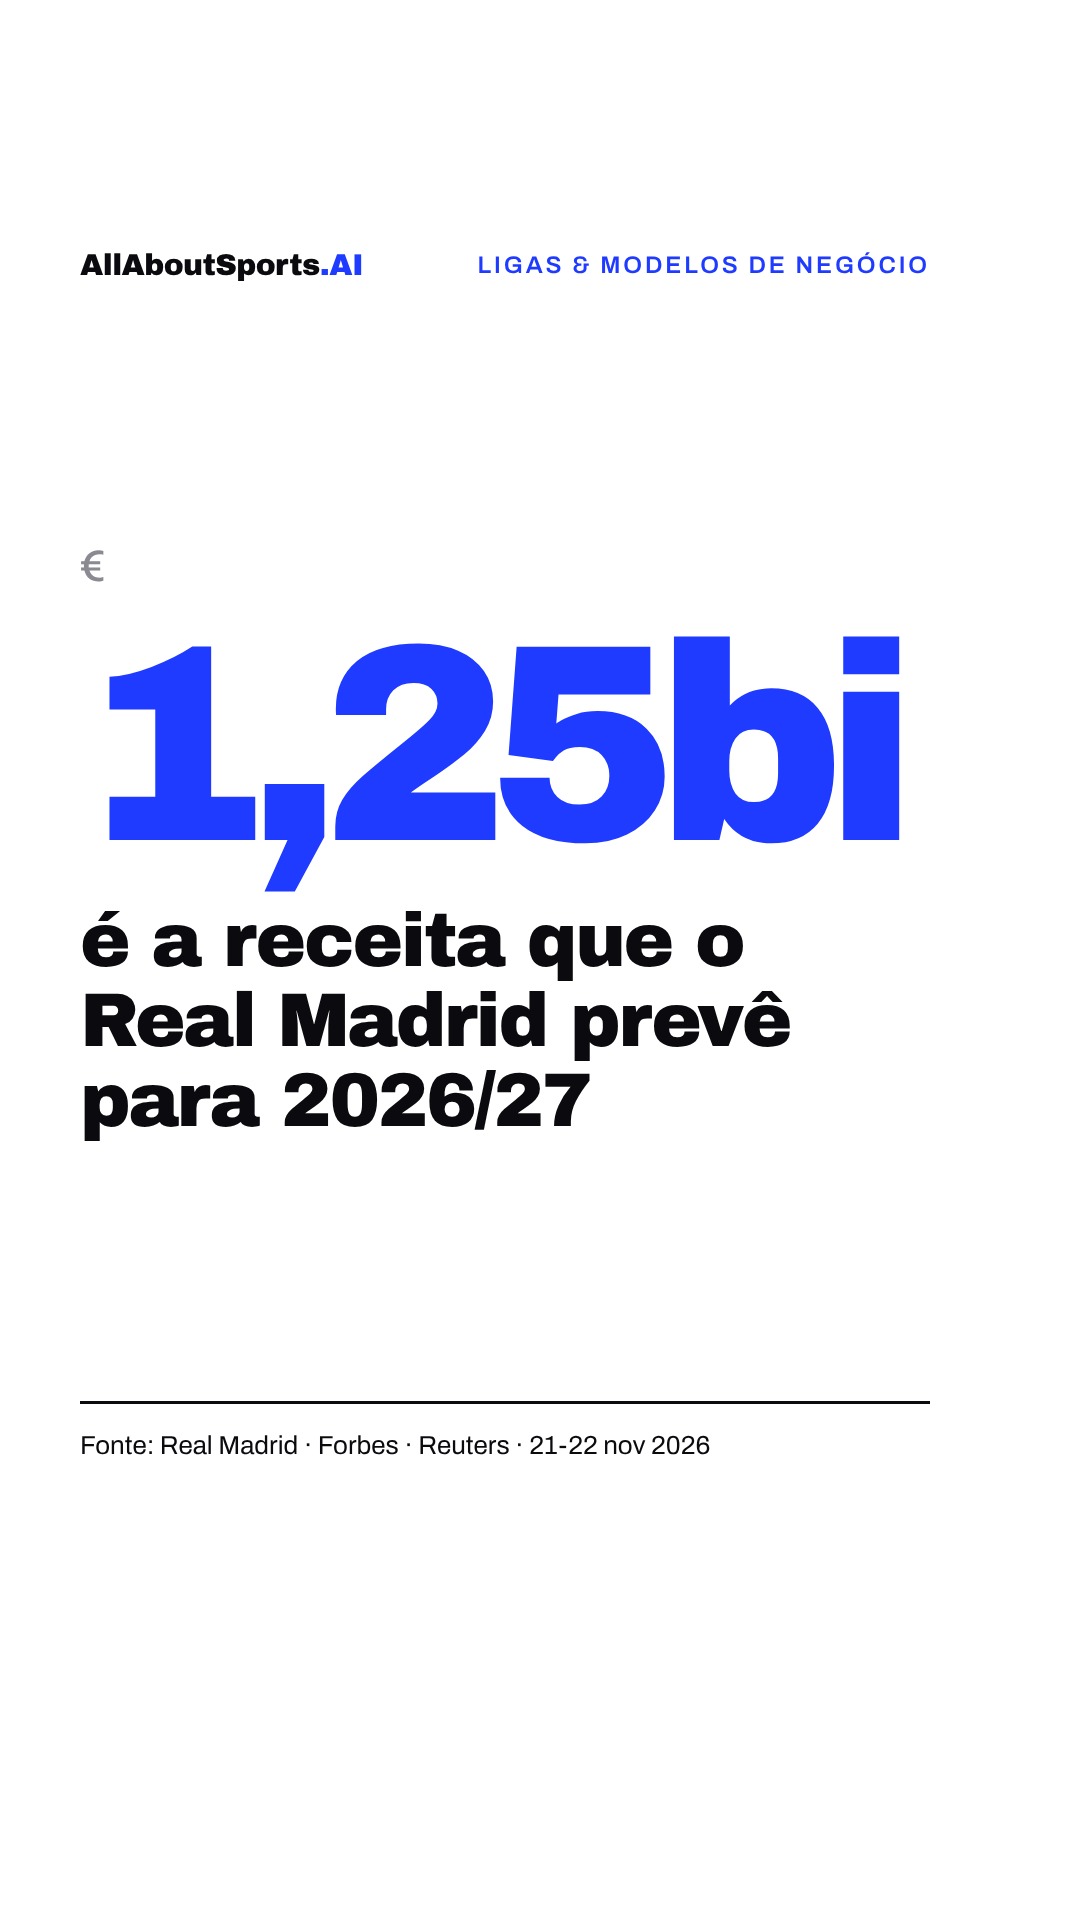 AllAboutSports.AI
LIGAS & MODELOS DE NEGÓCIO
€
1,25bi
é a receita que o
Real Madrid prevê
para 2026/27
Fonte: Real Madrid · Forbes · Reuters · 21-22 nov 2026